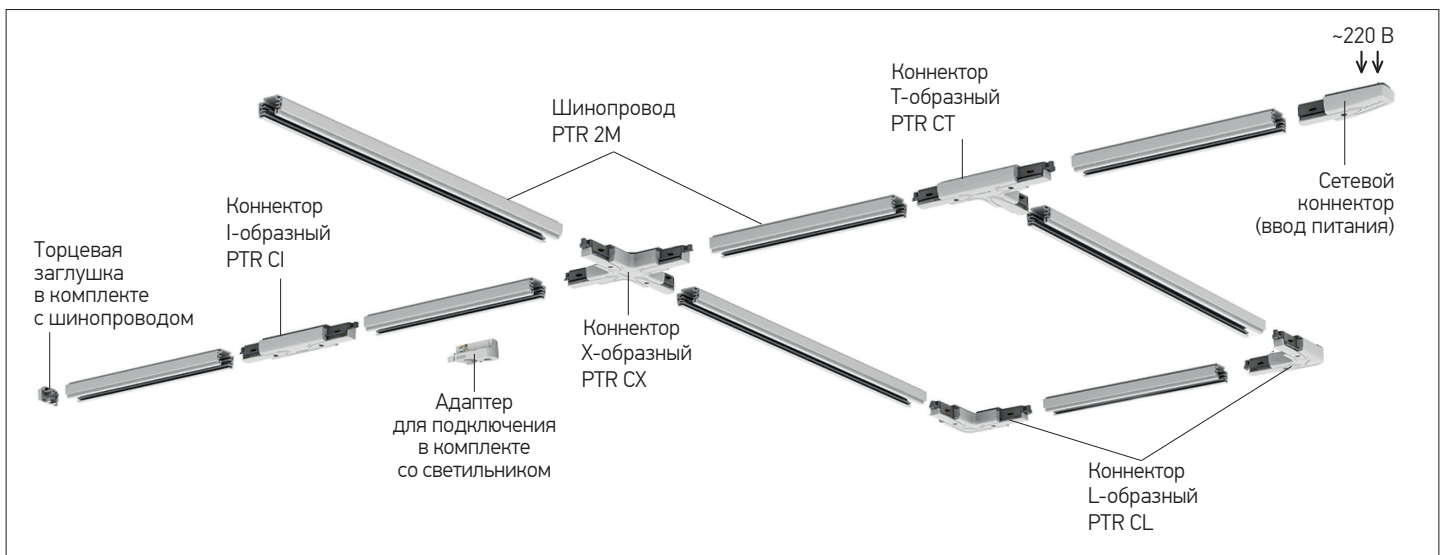 ~220 В
Коннектор
Т-образный
PTR CT
Шинопровод
PTR 2M
Сетевой
коннектор
(ввод питания)
Коннектор
I-образный
PTR CI
Торцевая
заглушка
в комплекте
с шинопроводом
Коннектор
X-образный
PTR CX
Адаптер
для подключения
в комплекте
со светильником
Коннектор
L-образный
PTR CL